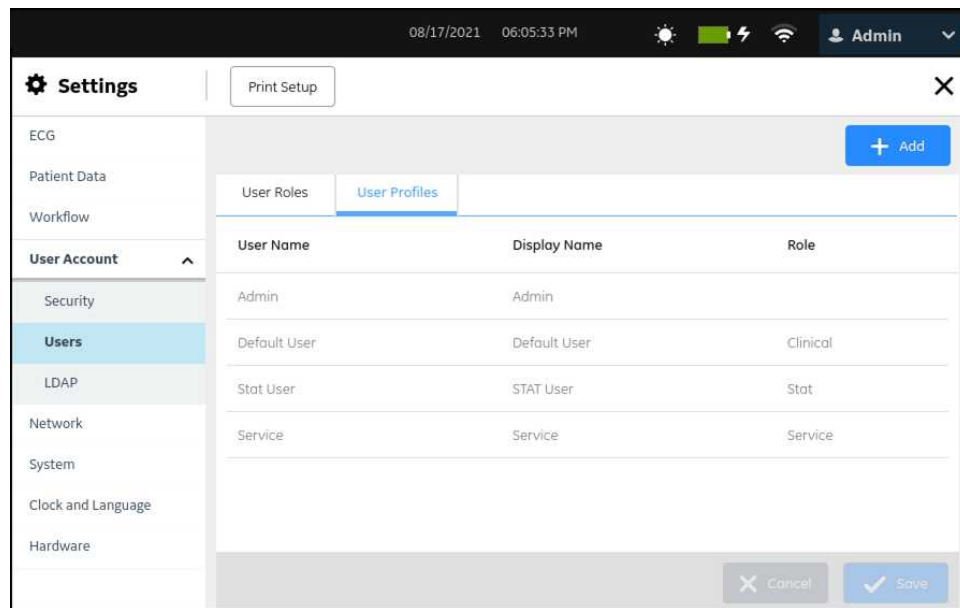 08/17/2021 06:05:33 PM Admin
Settings Print Setup
ECG
Add
Patient Data
User Roles User Profiles
Workflow
User Name Display Name Role
User Account
Security
Admin Admin
Users
Default User Default User Clinical
LDAP
Stat User STAT User Stat
Network
Service Service Service
System
Clock and Language
Hardware
Cancel Save